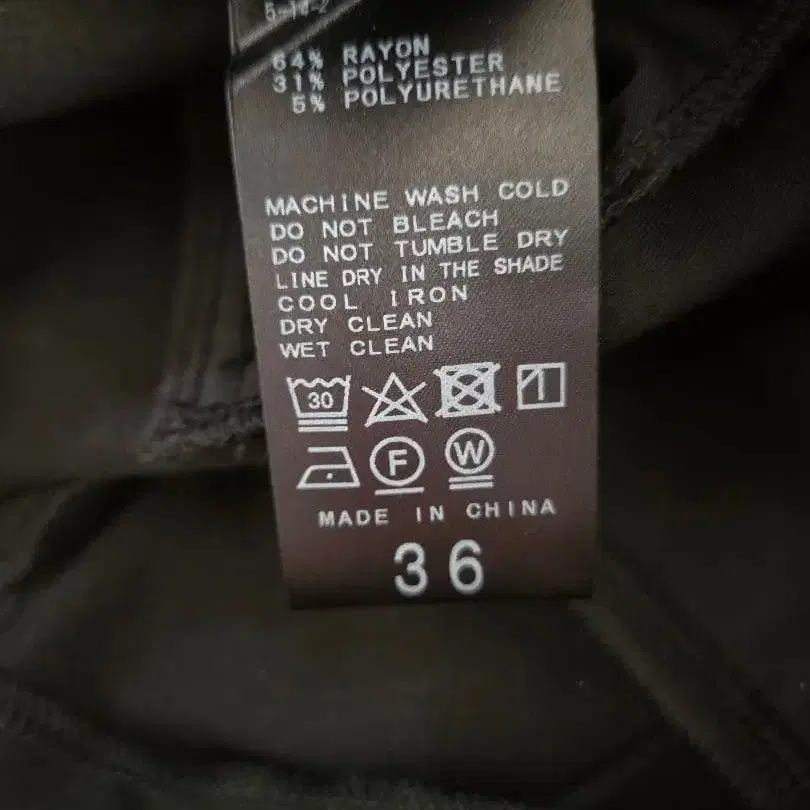 64% RAYON
31% POLYESTER
5% POLYURETHANE
MACHINE WASH COLD
DO NOT BLEACH
DO NOT TUMBLE DRY
LINE DRY IN THE SHADE
COOL IRON
DRY CLEAN
WET CLEAN
30
F W
MADE IN CHINA
36